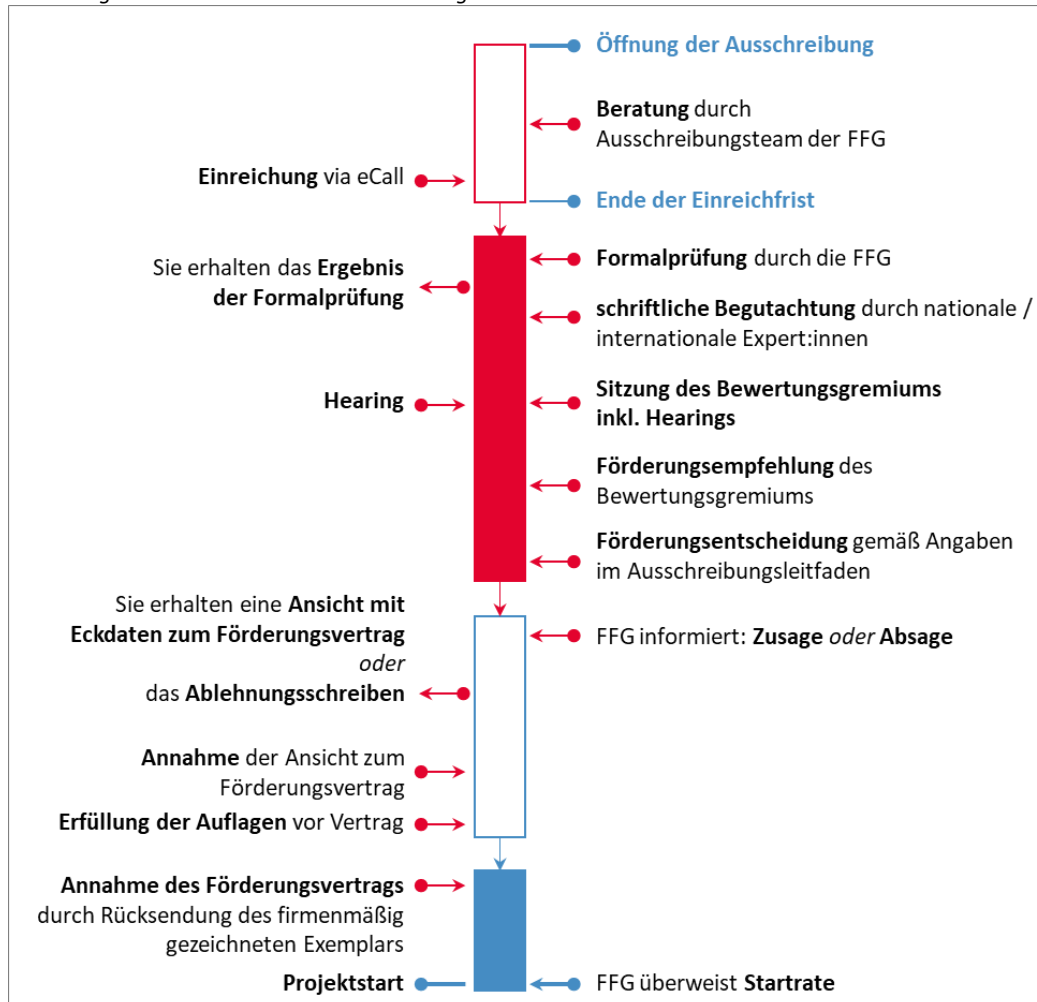 Öffnung der Ausschreibung
Beratung durch
Ausschreibungsteam der FFG
Einreichung via eCall
Ende der Einreichfrist
Formalprüfung durch die FFG
Sie erhalten das Ergebnis
der Formalprüfung
schriftliche Begutachtung durch nationale /
internationale Expert:innen
Hearing
Sitzung des Bewertungsgremiums
inkl. Hearings
Förderungsempfehlung des
Bewertungsgremiums
Förderungsentscheidung gemäß Angaben
im Ausschreibungsleitfaden
Sie erhalten eine Ansicht mit
Eckdaten zum Förderungsvertrag
oder
das Ablehnungsschreiben
FFG informiert: Zusage oder Absage
Annahme der Ansicht zum
Förderungsvertrag
Erfüllung der Auflagen vor Vertrag
Annahme des Förderungsvertrags
durch Rücksendung des firmenmäßig
gezeichneten Exemplars
Projektstart
FFG überweist Startrate